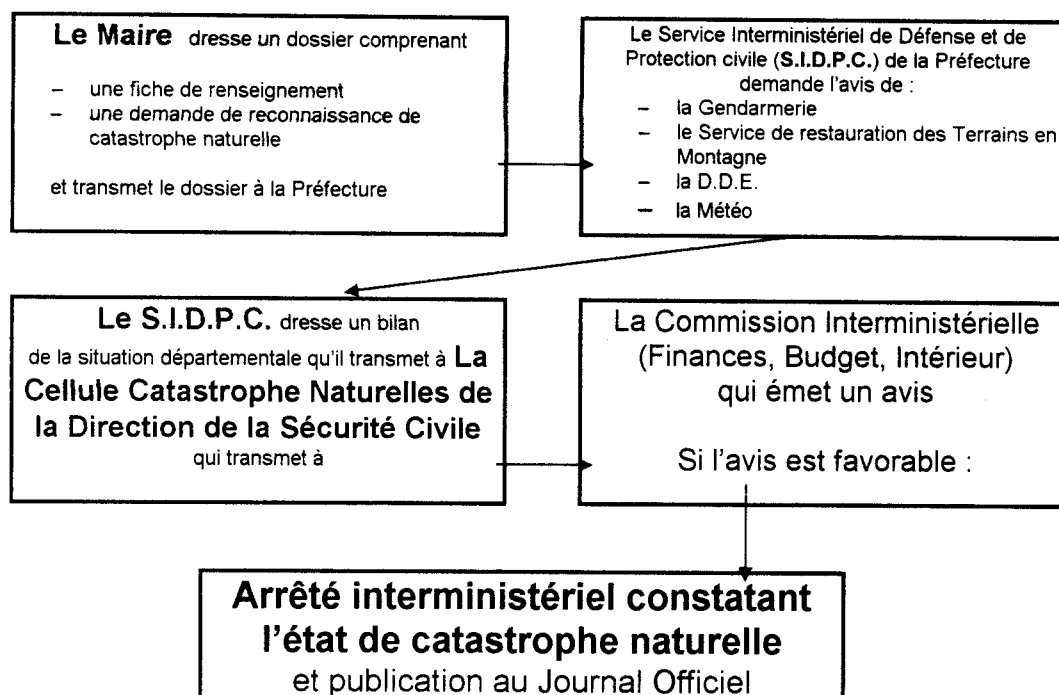 Le Maire dresse un dossier comprenant
– une fiche de renseignement
– une demande de reconnaissance de
catastrophe naturelle
et transmet le dossier à la Préfecture
Le Service Interministériel de Défense et de
Protection civile (S.I.D.P.C.) de la Préfecture
demande l'avis de :
– la Gendarmerie
– le Service de restauration des Terrains en
Montagne
– la D.D.E.
– la Météo
Le S.I.D.P.C. dresse un bilan
de la situation départementale qu'il transmet à La
Cellule Catastrophe Naturelles de
la Direction de la Sécurité Civile
qui transmet à
La Commission Interministérielle
(Finances, Budget, Intérieur)
qui émet un avis
Si l'avis est favorable :
Arrêté interministériel constatant
l'état de catastrophe naturelle
et publication au Journal Officiel